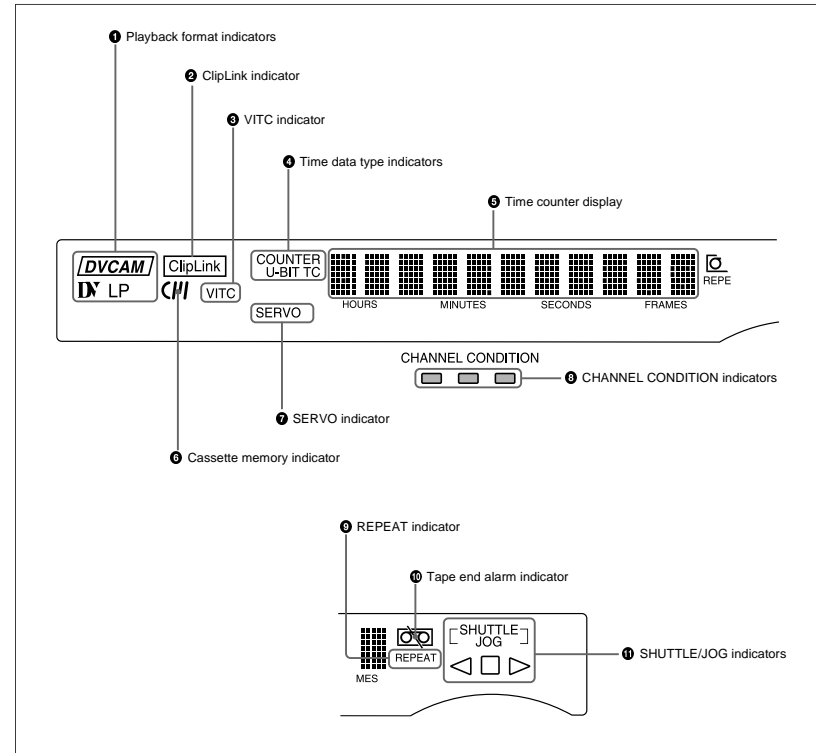 ❶ Playback format indicators
❷ ClipLink indicator
❸ VITC indicator
❹ Time data type indicators
❺ Time counter display
DVCAM
ClipLink
COUNTER
U-BIT TC
DV LP
VITC
REPE
HOURS MINUTES SECONDS FRAMES
SERVO
CHANNEL CONDITION
❽ CHANNEL CONDITION indicators
❼ SERVO indicator
❻ Cassette memory indicator
❾ REPEAT indicator
❿ Tape end alarm indicator
SHUTTLE
JOG
REPEAT
⓫ SHUTTLE/JOG indicators
MES